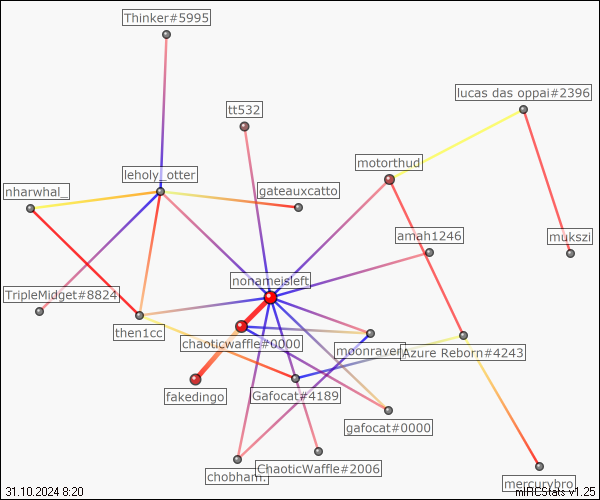 Thinker#5995
lucas das oppai#2396
tt532
motorthud
leholy_otter
nharwhal_
gateauxcatto
amah1246
mukszi
nonameisleft
TripleMidget#8824
then1cc
chaoticwaffle#0000
moonraven
Azure Reborn#4243
fakedingo
Gafocat#4189
gafocat#0000
chobham.
ChaoticWaffle#2006
mercurybro
31.10.2024 8:20
mIRCStats v1.25